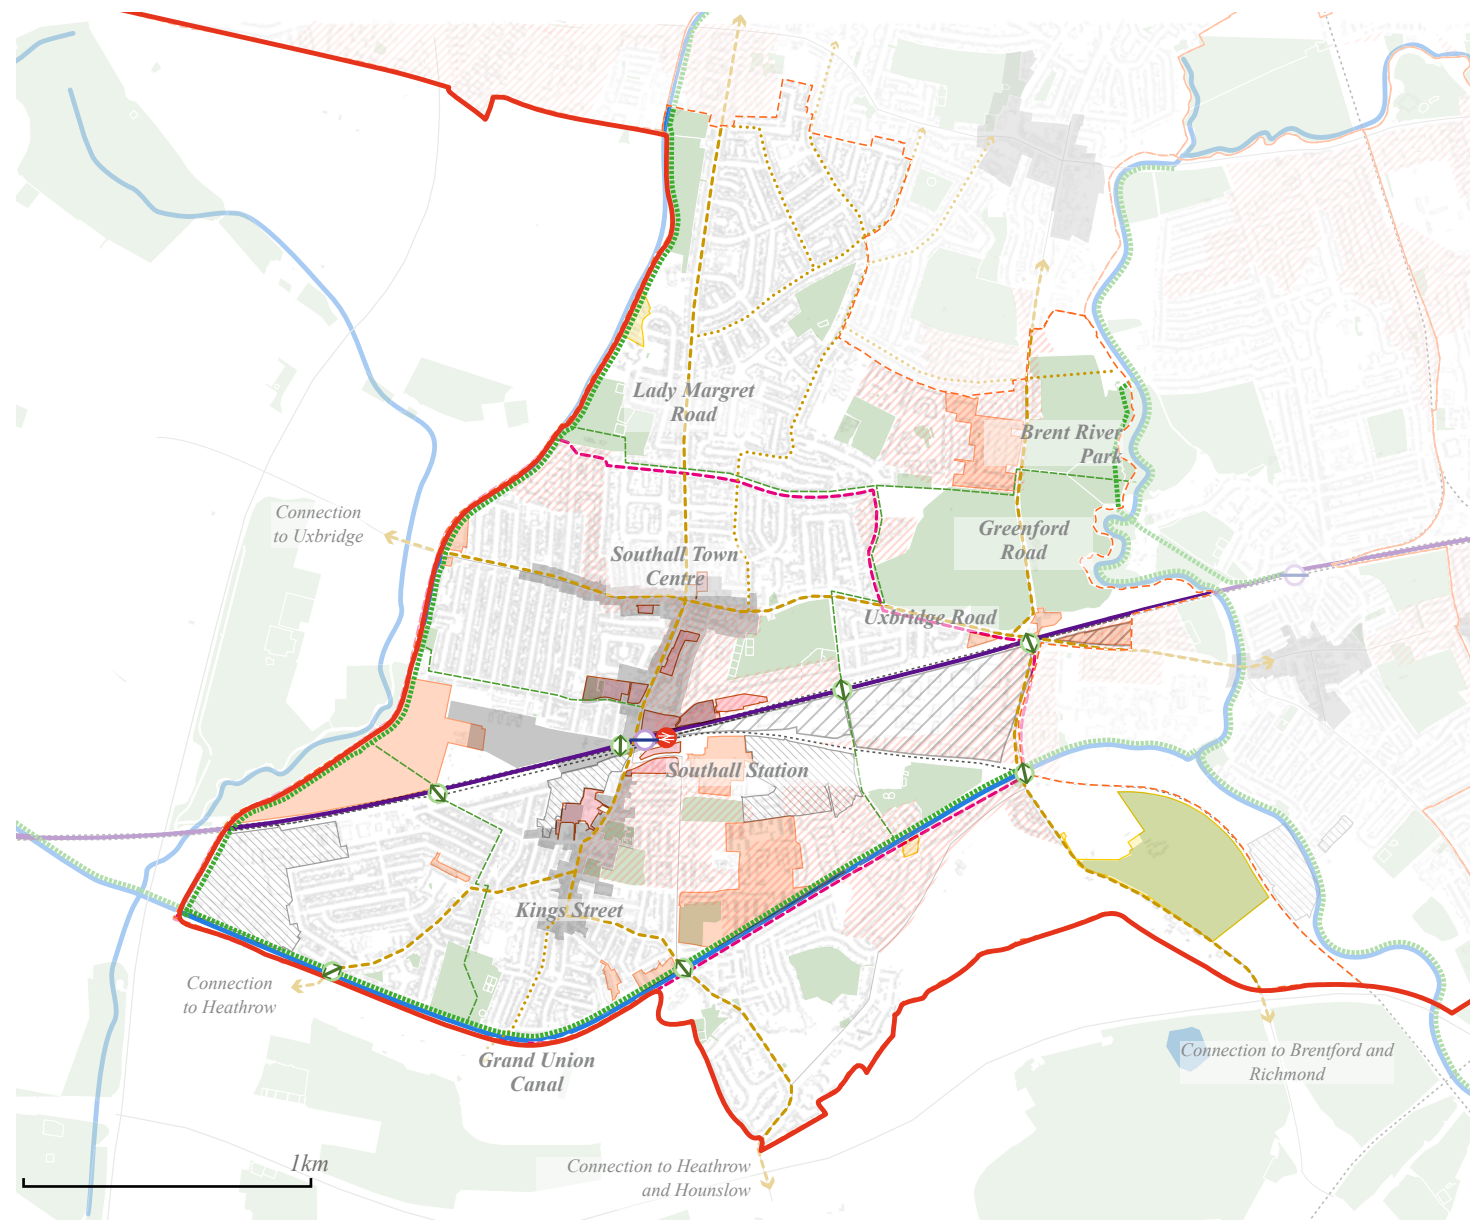 Lady Margret
Road
Brent River
Park
Connection
to Uxbridge
Greenford
Road
Southall Town
Centre
Uxbridge Road
Southall Station
Kings Street
Connection
to Heathrow
Grand Union
Canal
Connection to Brentford and
Richmond
1km
Connection to Heathrow
and Hounslow